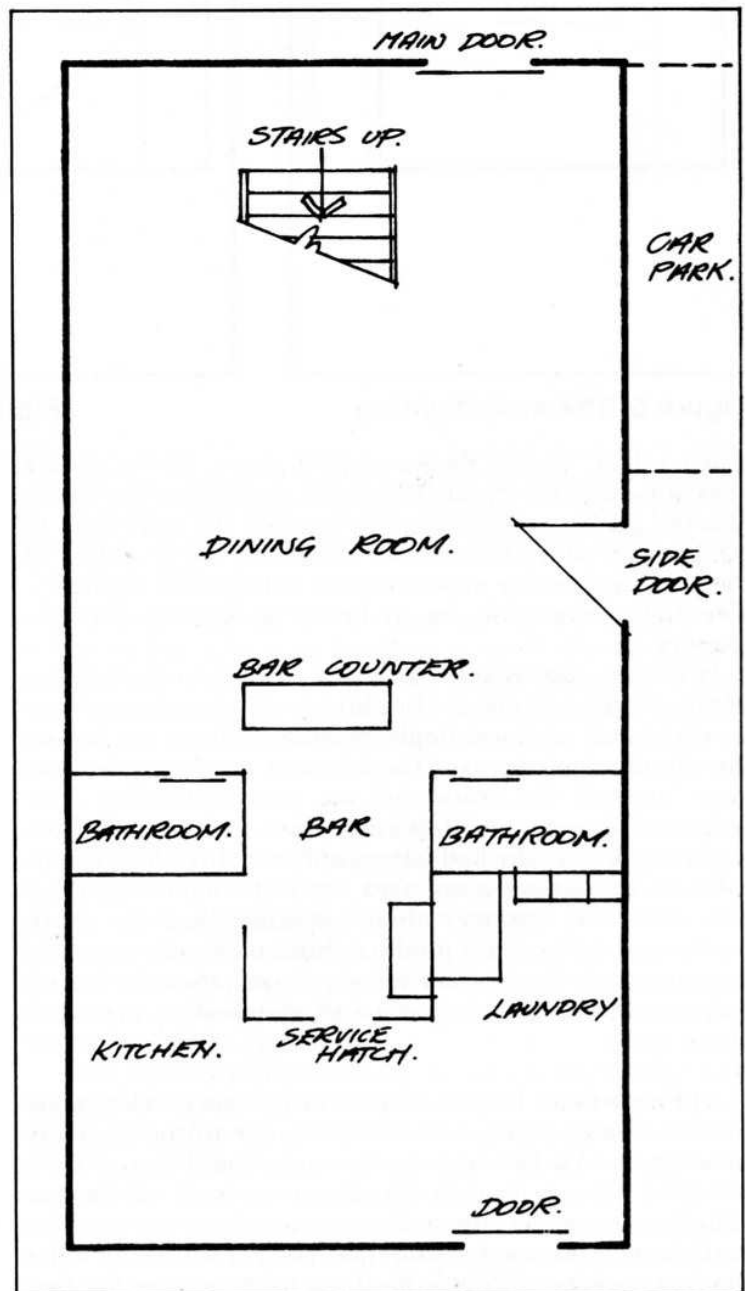 MAIN DOOR.
STAIRS UP.
CAR
PARK.
DINING ROOM.
SIDE
DOOR.
BAR COUNTER.
BATHROOM.
BAR
BATHROOM.
LAUNDRY
KITCHEN.
SERVICE
HATCH.
DOOR.